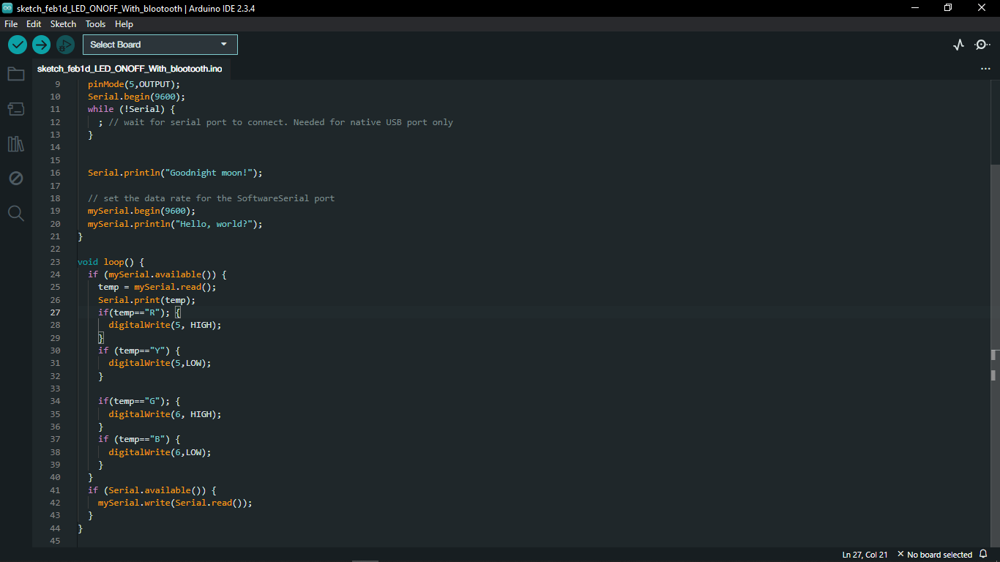 sketch_feb1d_LED_ONOFF_With_blootooth | Arduino IDE 2.3.4
File Edit Sketch Tools Help
Select Board
sketch_feb1d_LED_ONOFF_With_blootooth.ino
9 pinMode(5,OUTPUT);
10 Serial.begin(9600);
11 while (!Serial) {
12 ; // wait for serial port to connect. Needed for native USB port only
13 }
14
15
16 Serial.println("Goodnight moon!");
17
18 // set the data rate for the SoftwareSerial port
19 mySerial.begin(9600);
20 mySerial.println("Hello, world?");
21 }
22
23 void loop() {
24 if (mySerial.available()) {
25 temp = mySerial.read();
26 Serial.print(temp);
27 if(temp=="R"); {
28 digitalWrite(5, HIGH);
29 }
30 if (temp=="Y") {
31 digitalWrite(5,LOW);
32 }
33
34 if(temp=="G"); {
35 digitalWrite(6, HIGH);
36 }
37 if (temp=="B") {
38 digitalWrite(6,LOW);
39 }
40 }
41 if (Serial.available()) {
42 mySerial.write(Serial.read());
43 }
44 }
45
Ln 27, Col 21 No board selected